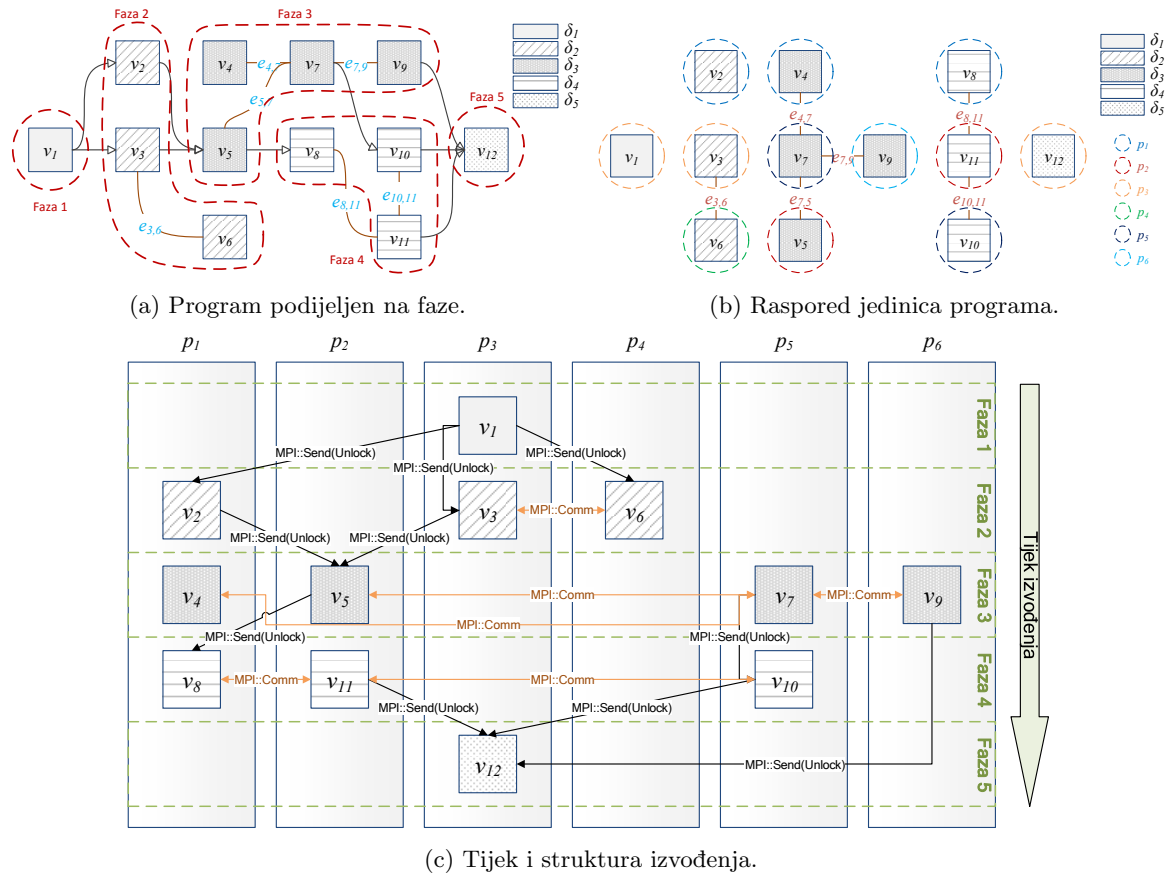 Faza 2
Faza 3
δ1
δ2
δ3
δ4
δ5
v2
v4
e4,
v7
e7,9
v9
e5,7
Faza 5
v1
v3
v5
v8
v10
v12
Faza 1
e8,11
e10,11
e3,6
v6
v11
Faza 4
(a) Program podijeljen na faze.
δ1
δ2
δ3
δ4
δ5
v2
v4
v8
e4,7
e8,11
p1
v1
v3
v7
e7,9
v9
v11
v12
p2
p3
e3,6
e7,5
e10,11
p4
v6
v5
v10
p5
p6
(b) Raspored jedinica programa.
p1 p2 p3 p4 p5 p6
v1
Faza 1
MPI::Send(Unlock)
MPI::Send(Unlock)
MPI::Send(Unlock)
v2
v3
MPI::Comm
v6
Faza 2
MPI::Send(Unlock)
MPI::Send(Unlock)
v4
v5
MPI::Comm
v7
MPI::Comm
v9
Faza 3
MPI::Comm
MPI::Send(Unlock)
MPI::Send(Unlock)
v8
MPI::Comm
v11
MPI::Comm
v10
Faza 4
MPI::Send(Unlock)
MPI::Send(Unlock)
v12
MPI::Send(Unlock)
Faza 5
Tijek izvođenja
(c) Tijek i struktura izvođenja.